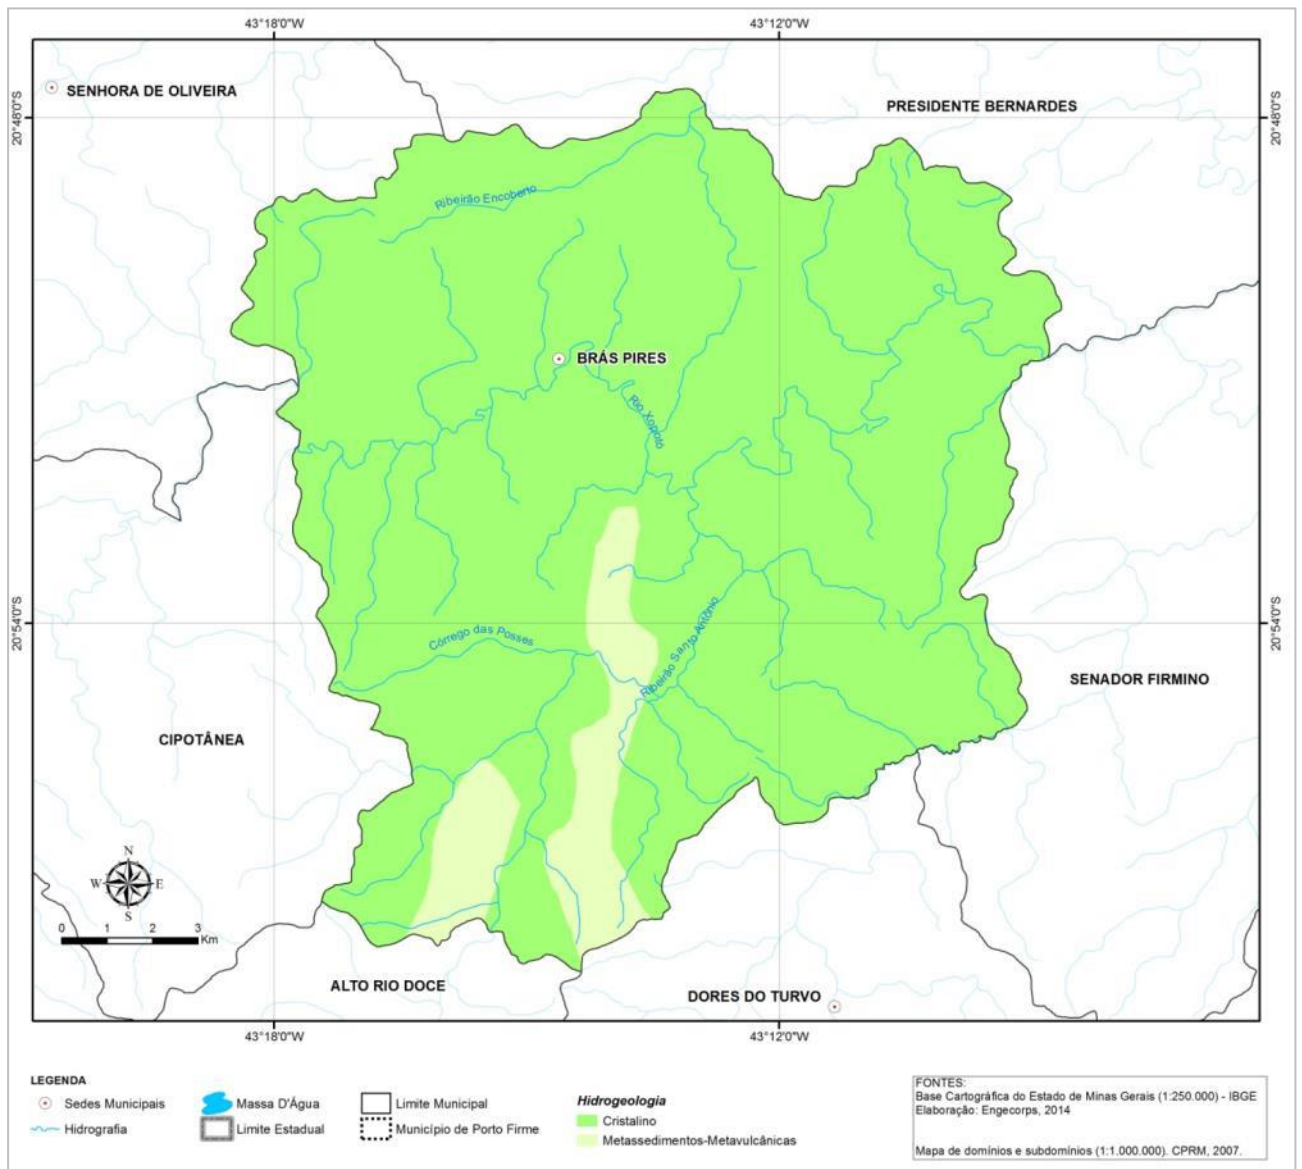 43°18'0"W
43°12'0"W
SENHORA DE OLIVEIRA
PRESIDENTE BERNARDES
20°48'0"S
20°48'0"S
Ribeirão Encoberto
BRÁS PIRES
Rio Xopotó
20°54'0"S
20°54'0"S
Córrego das Posses
Ribeirão Santo Antônio
SENADOR FIRMINO
CIPOTÂNEA
N
W
E
S
0 1 2 3
Km
ALTO RIO DOCE
DORES DO TURVO
43°18'0"W
43°12'0"W
LEGENDA
Sedes Municipais
Hidrografia
Massa D'Água
Limite Estadual
Limite Municipal
Município de Porto Firme
Hidrogeologia
Cristalino
Metassedimentos-Metavulcânicas
FONTES:
Base Cartográfica do Estado de Minas Gerais (1:250.000) - IBGE
Elaboração: Engecorps, 2014
Mapa de domínios e subdomínios (1:1.000.000). CPRM, 2007.